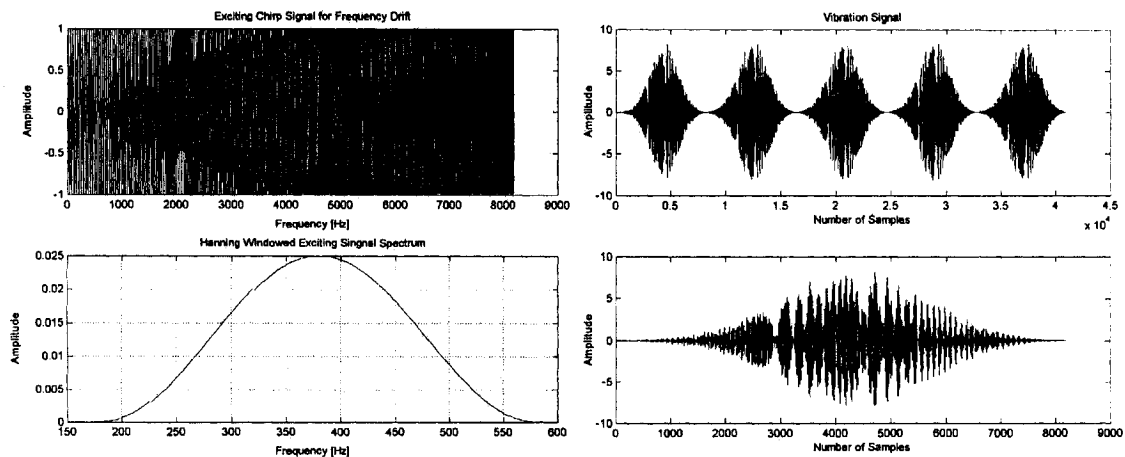 Exciting Chirp Signal for Frequency Drift
1
0.5
0
-0.5
-1
Amplitude
0 1000 2000 3000 4000 5000 6000 7000 8000 9000
Frequency [Hz]
Vibration Signal
10
5
0
-5
-10
Amplitude
0 0.5 1 1.5 2 2.5 3 3.5 4 4.5
Number of Samples
x 10^4
Hanning Windowed Exciting Singnal Spectrum
0.025
0.02
0.015
0.01
0.005
0
Amplitude
150 200 250 300 350 400 450 500 550 600
Frequency [Hz]
10
5
0
-5
-10
Amplitude
0 1000 2000 3000 4000 5000 6000 7000 8000 9000
Number of Samples